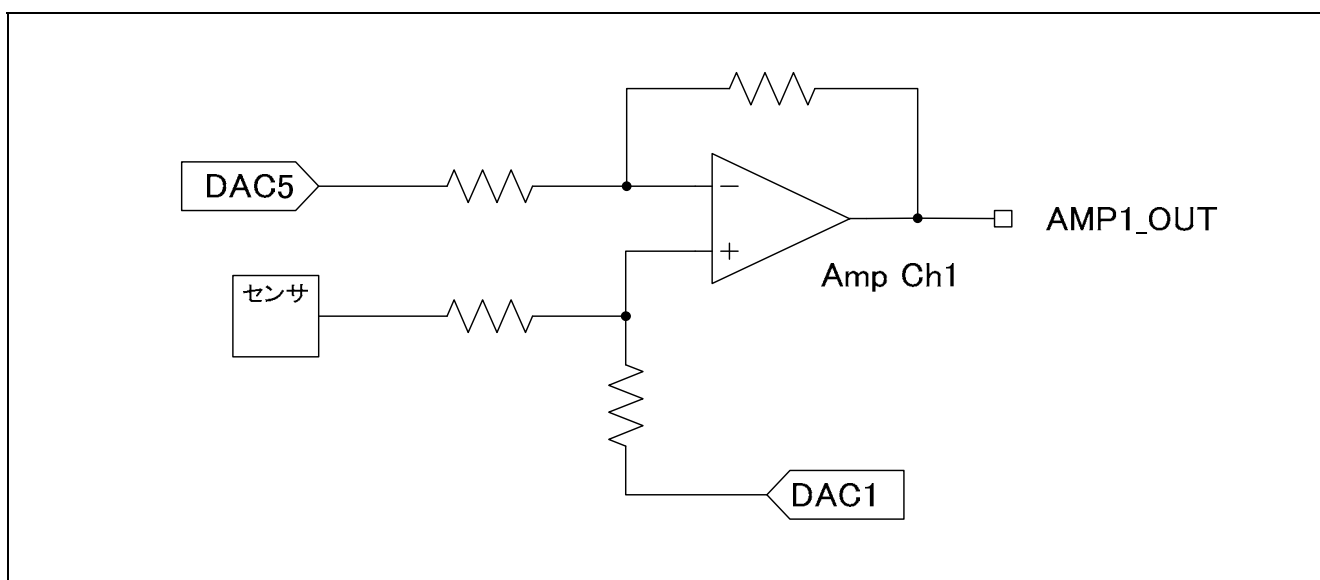 DAC5
−
+
AMP1_OUT
Amp Ch1
センサ
DAC1